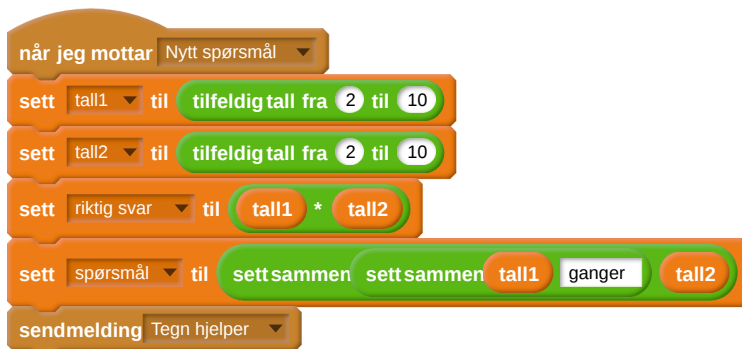 når jeg mottar Nytt spørsmål
sett tall1 til tilfeldig tall fra 2 til 10
sett tall2 til tilfeldig tall fra 2 til 10
sett riktig svar til tall1 * tall2
sett spørsmål til sett sammen sett sammen tall1 ganger tall2
send melding Tegn hjelper